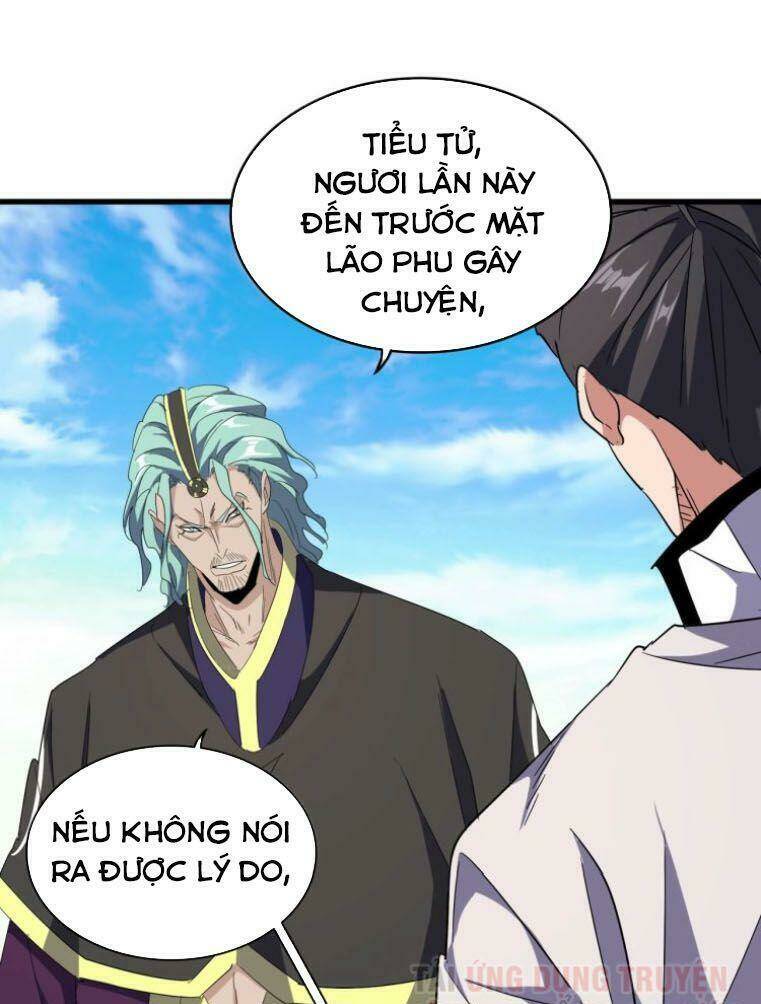 TIỂU TỬ,
NGƯƠI LẦN NÀY
ĐẾN TRƯỚC MẶT
LÃO PHU GÂY
CHUYỆN,
NẾU KHÔNG NÓI
RA ĐƯỢC LÝ DO,
TẢI ỨNG DỤNG TRUYỆN